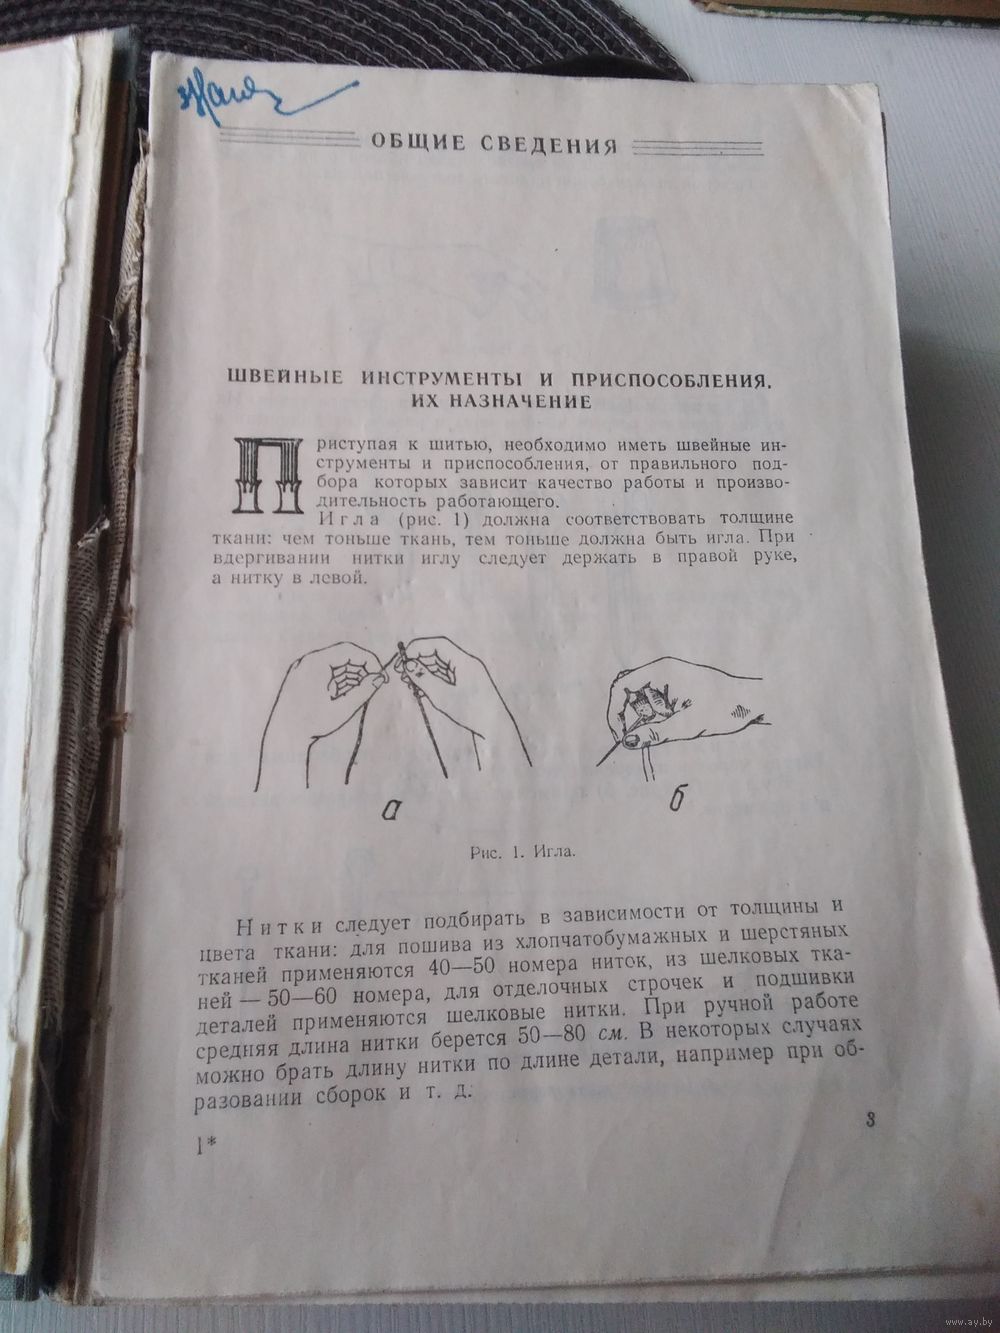 ОБЩИЕ СВЕДЕНИЯ
ШВЕЙНЫЕ ИНСТРУМЕНТЫ И ПРИСПОСОБЛЕНИЯ,
ИХ НАЗНАЧЕНИЕ
Приступая к шитью, необходимо иметь швейные ин-
струменты и приспособления, от правильного под-
бора которых зависит качество работы и произво-
дительность работающего.
Игла (рис. 1) должна соответствовать толщине
ткани: чем тоньше ткань, тем тоньше должна быть игла. При
вдергивании нитки иглу следует держать в правой руке,
а нитку в левой.
а
б
Рис. 1. Игла.
Нитки следует подбирать в зависимости от толщины и
цвета ткани: для пошива из хлопчатобумажных и шерстяных
тканей применяются 40—50 номера ниток, из шелковых тка-
ней — 50—60 номера, для отделочных строчек и подшивки
деталей применяются шелковые нитки. При ручной работе
средняя длина нитки берется 50—80 см. В некоторых случаях
можно брать длину нитки по длине детали, например при об-
разовании сборок и т. д.
1*
3
www.ay.by